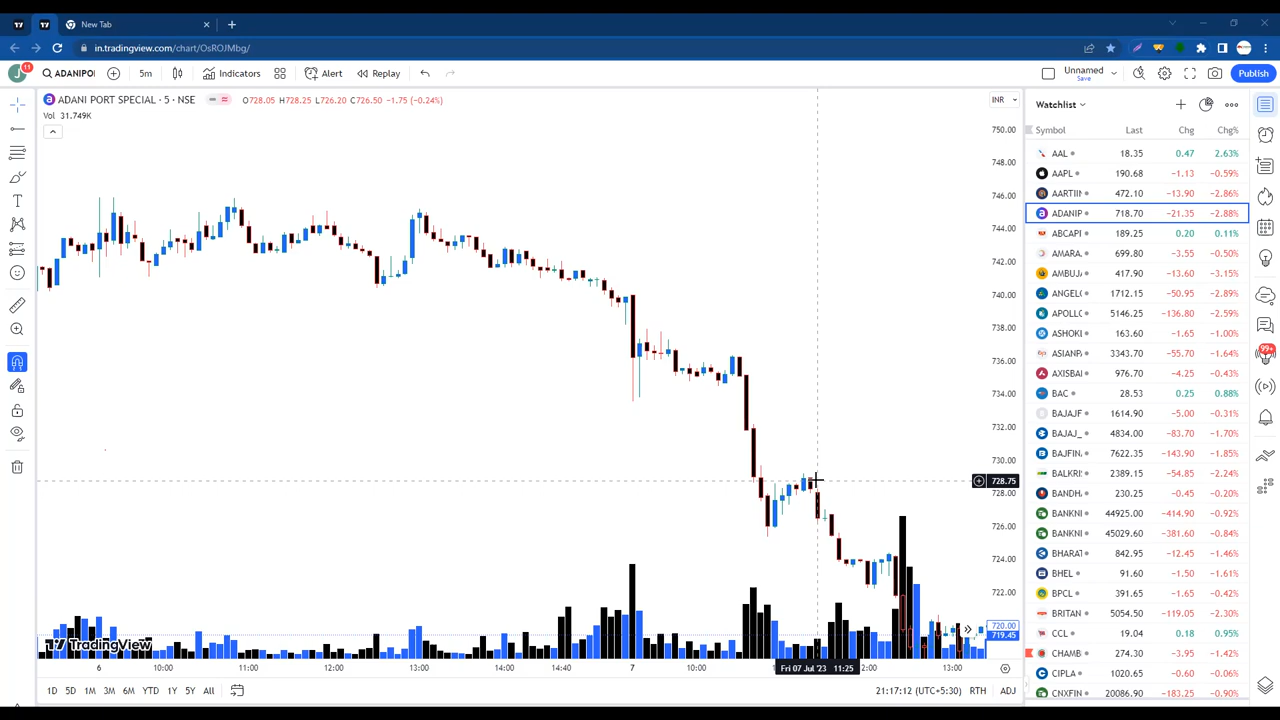 New Tab
in.tradingview.com/chart/OsROJMbg/
J 11 ADANIPO 5m Indicators Alert Replay Unnamed Save Publish
ADANI PORT SPECIAL · 5 · NSE O728.05 H728.25 L726.20 C726.50 −1.75 (−0.24%) INR
Vol 31.749K
750.00
748.00
746.00
744.00
742.00
740.00
738.00
736.00
734.00
732.00
730.00
728.75
728.00
726.00
724.00
722.00
720.00
719.45
TradingView
6 10:00 11:00 12:00 13:00 14:00 14:40 7 10:00 Fri 07 Jul '23 11:25 2:00 13:00
1D 5D 1M 3M 6M YTD 1Y 5Y All 21:17:12 (UTC+5:30) RTH ADJ
Watchlist
Symbol Last Chg Chg%
AAL 18.35 0.47 2.63%
AAPL 190.68 −1.13 −0.59%
AARTIIN 472.10 −13.90 −2.86%
ADANIP 718.70 −21.35 −2.88%
ABCAPI 189.25 0.20 0.11%
AMARA. 699.80 −3.55 −0.50%
AMBUJ 417.90 −13.60 −3.15%
ANGEL 1712.15 −50.95 −2.89%
APOLLO 5146.25 −136.80 −2.59%
ASHOK 163.60 −1.65 −1.00%
ASIANP 3343.70 −55.70 −1.64%
AXISBA 976.70 −4.25 −0.43%
BAC 28.53 0.25 0.88%
BAJAJF 1614.90 −5.00 −0.31%
BAJAJ_ 4834.00 −83.70 −1.70%
BAJFIN 7622.35 −143.90 −1.85%
BALKRI 2389.15 −54.85 −2.24%
BANDH 230.25 −0.45 −0.20%
BANKN 44925.00 −414.90 −0.92%
BANKN 45029.60 −381.60 −0.84%
BHARA 842.95 −12.45 −1.46%
BHEL 91.60 −1.50 −1.61%
BPCL 391.65 −1.65 −0.42%
BRITAN 5054.50 −119.05 −2.30%
CCL 19.04 0.18 0.95%
CHAMB 274.30 −3.95 −1.42%
CIPLA 1020.65 −0.60 −0.06%
CNXFIN 20086.90 −183.25 −0.90%
99+